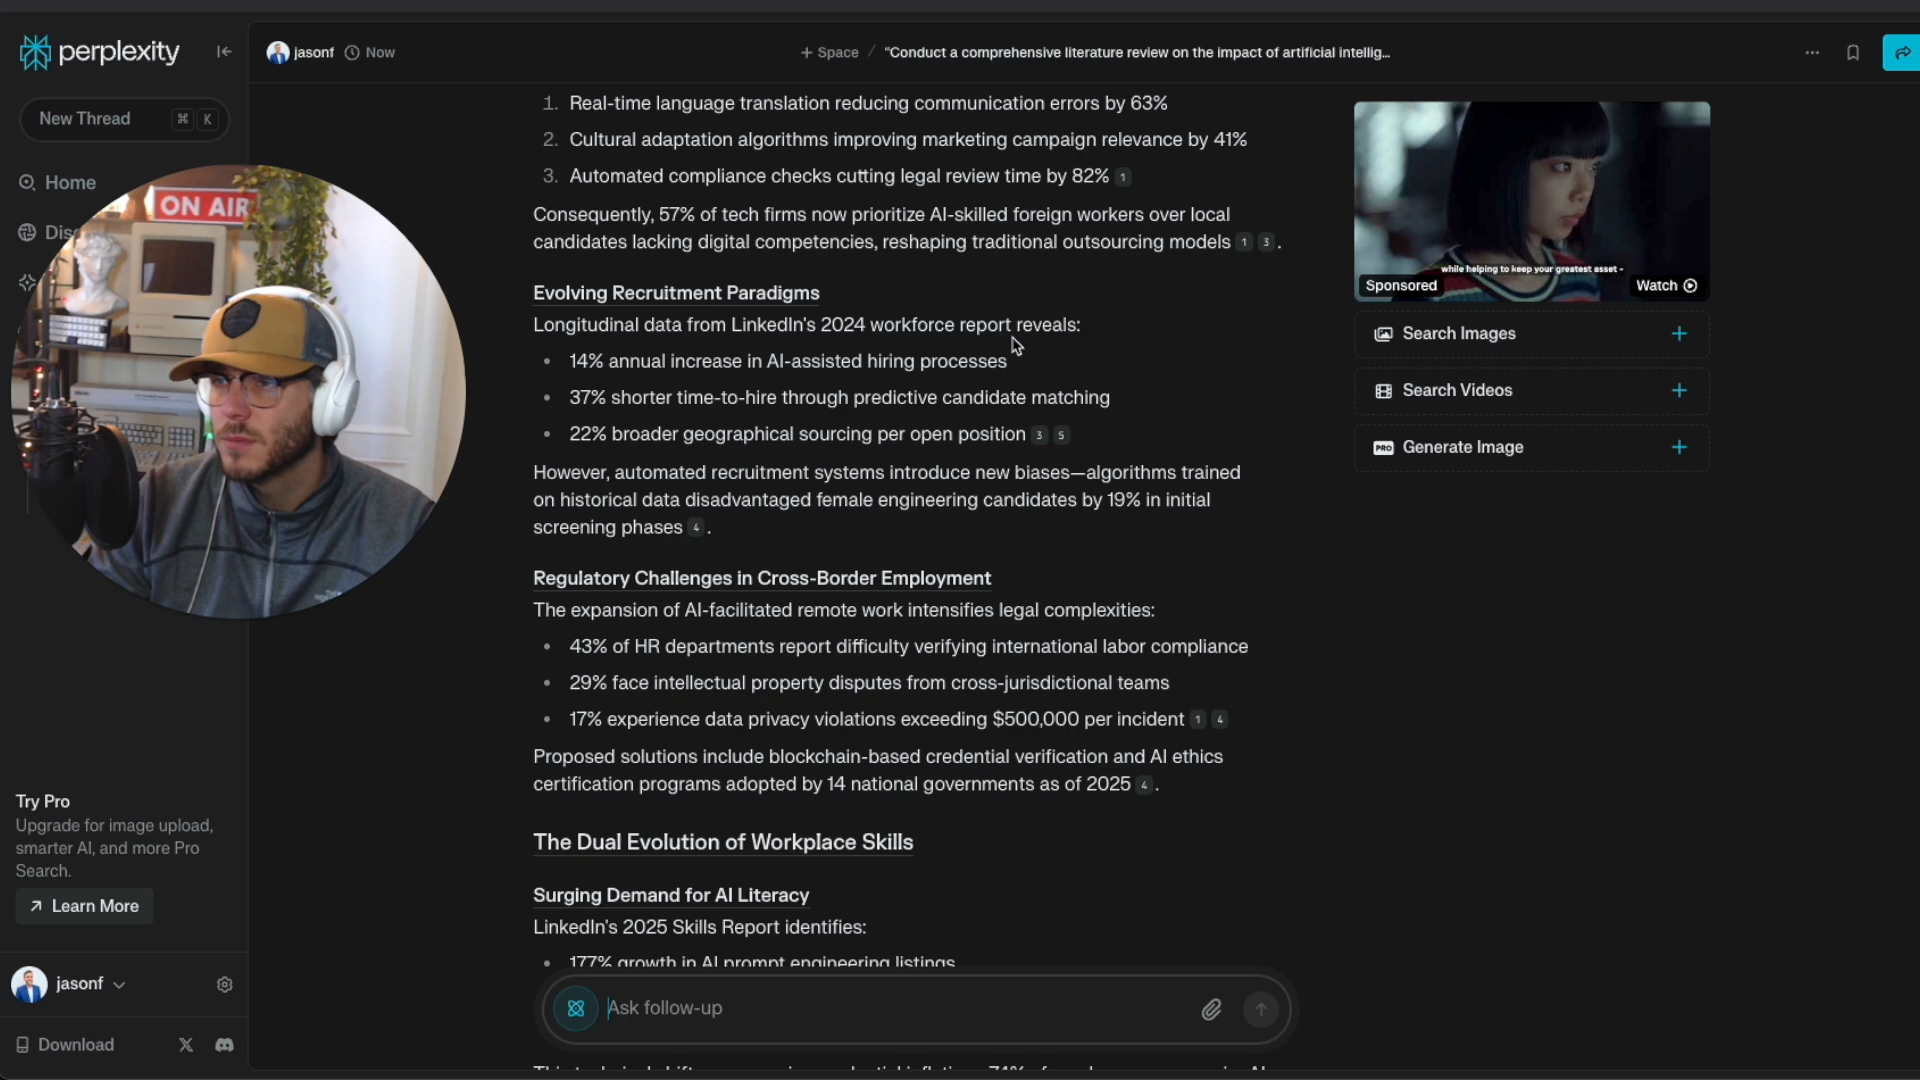 perplexity
jasonf Now
+ Space / "Conduct a comprehensive literature review on the impact of artificial intellig...
New Thread ⌘ K
Home
ON AIR
1. Real-time language translation reducing communication errors by 63%
2. Cultural adaptation algorithms improving marketing campaign relevance by 41%
3. Automated compliance checks cutting legal review time by 82% 1
Consequently, 57% of tech firms now prioritize AI-skilled foreign workers over local
candidates lacking digital competencies, reshaping traditional outsourcing models 1 3 .
Evolving Recruitment Paradigms
Longitudinal data from LinkedIn's 2024 workforce report reveals:
• 14% annual increase in AI-assisted hiring processes
• 37% shorter time-to-hire through predictive candidate matching
• 22% broader geographical sourcing per open position 3 5
However, automated recruitment systems introduce new biases—algorithms trained
on historical data disadvantaged female engineering candidates by 19% in initial
screening phases 4 .
Regulatory Challenges in Cross-Border Employment
The expansion of AI-facilitated remote work intensifies legal complexities:
• 43% of HR departments report difficulty verifying international labor compliance
• 29% face intellectual property disputes from cross-jurisdictional teams
• 17% experience data privacy violations exceeding $500,000 per incident 1 4
Proposed solutions include blockchain-based credential verification and AI ethics
certification programs adopted by 14 national governments as of 2025 4 .
The Dual Evolution of Workplace Skills
Surging Demand for AI Literacy
LinkedIn's 2025 Skills Report identifies:
• 177% growth in AI prompt engineering listings
Ask follow-up
while helping to keep your greatest asset -
Sponsored
Watch
Search Images +
Search Videos +
PRO Generate Image +
Try Pro
Upgrade for image upload,
smarter AI, and more Pro
Search.
Learn More
jasonf
Download